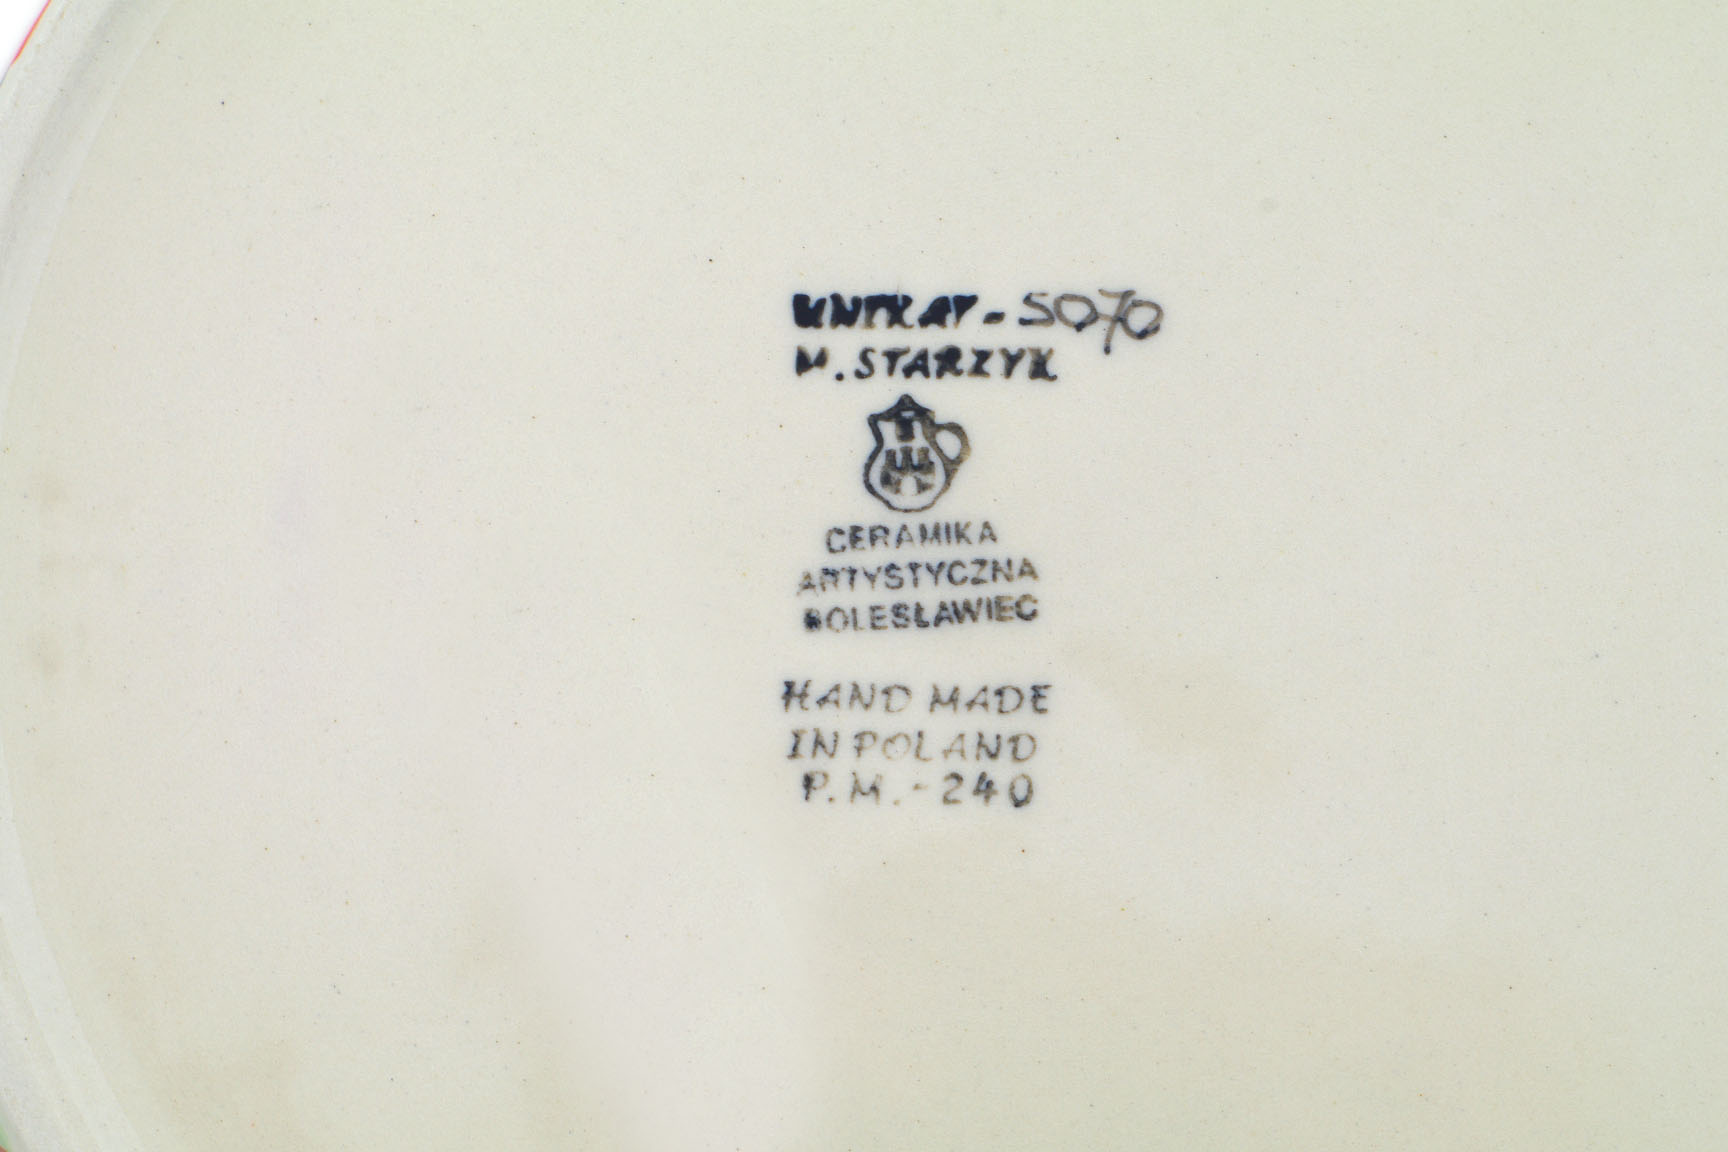 UNIKAT - 5070
M. STARZYK
CERAMIKA
ARTYSTYCZNA
BOLESŁAWIEC
HAND MADE
IN POLAND
P.M.-240